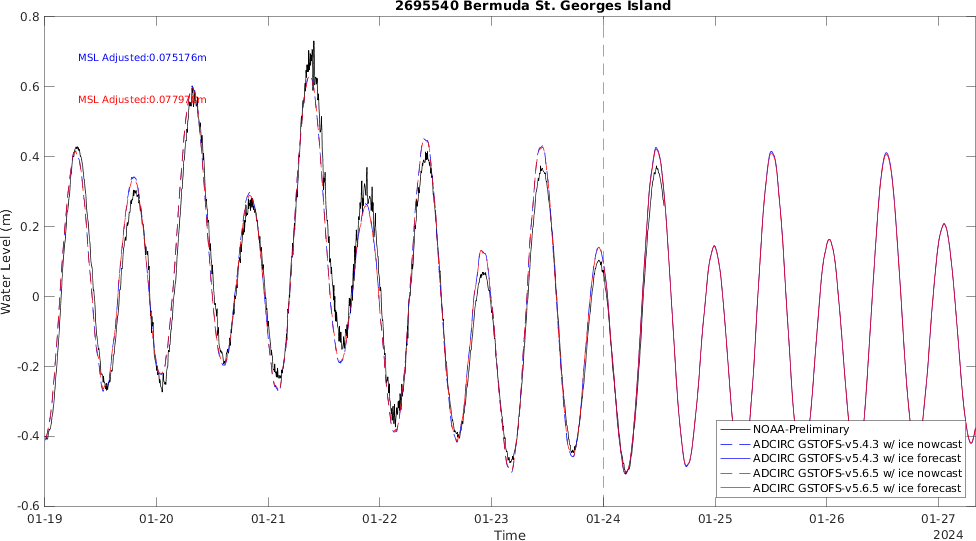 2695540 Bermuda St. Georges Island
0.8
MSL Adjusted:0.075176m
0.6
MSL Adjusted:0.07797
0.4
0.2
Water Level (m)
0
-0.2
-0.4
-0.6
NOAA-Preliminary
ADCIRC GSTOFS-v5.4.3 w/ ice nowcast
ADCIRC GSTOFS-v5.4.3 w/ ice forecast
ADCIRC GSTOFS-v5.6.5 w/ ice nowcast
ADCIRC GSTOFS-v5.6.5 w/ ice forecast
01-19 01-20 01-21 01-22 01-23 01-24 01-25 01-26 01-27
Time
2024